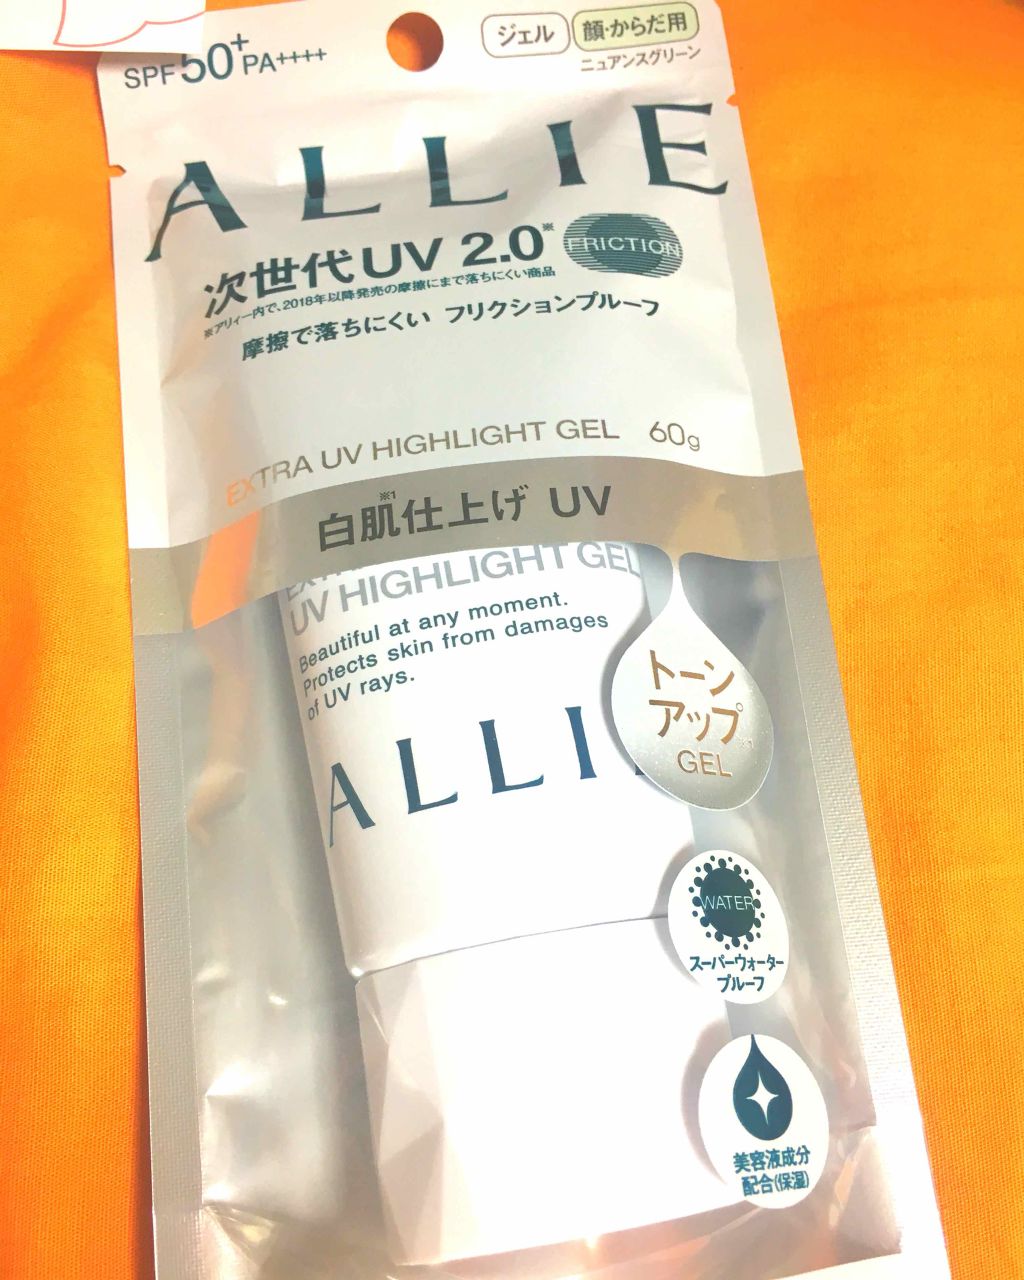 SPF50+PA++++
ジェル
顔・からだ用
ニュアンスグリーン
ALLIE
次世代UV 2.0※
FRICTION
※アリィー内で、2018年以降発売の摩擦にまで落ちにくい商品
摩擦で落ちにくい フリクションプルーフ
EXTRA UV HIGHLIGHT GEL 60g
白肌※1仕上げ UV
UV HIGHLIGHT GEL
Beautiful at any moment.
Protects skin from damages
of UV rays.
ALLI
トーン
アップ※1
GEL
WATER
スーパーウォーター
プルーフ
美容液成分
配合(保湿)